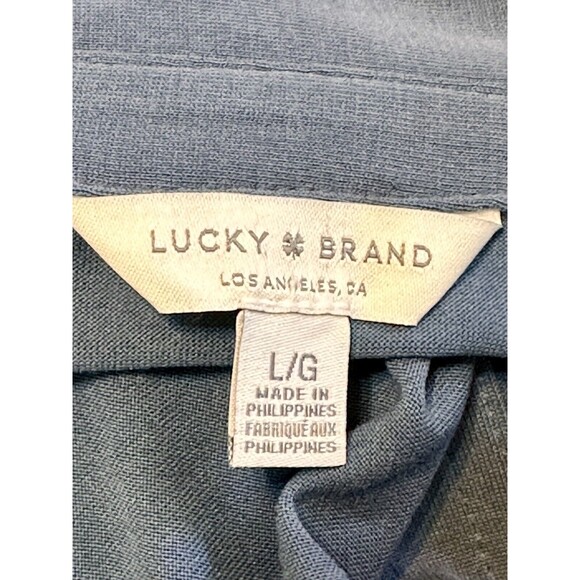 LUCKY BRAND
LOS ANGELES, CA
L/G
MADE IN
PHILIPPINES
FABRIQUÉ AUX
PHILIPPINES